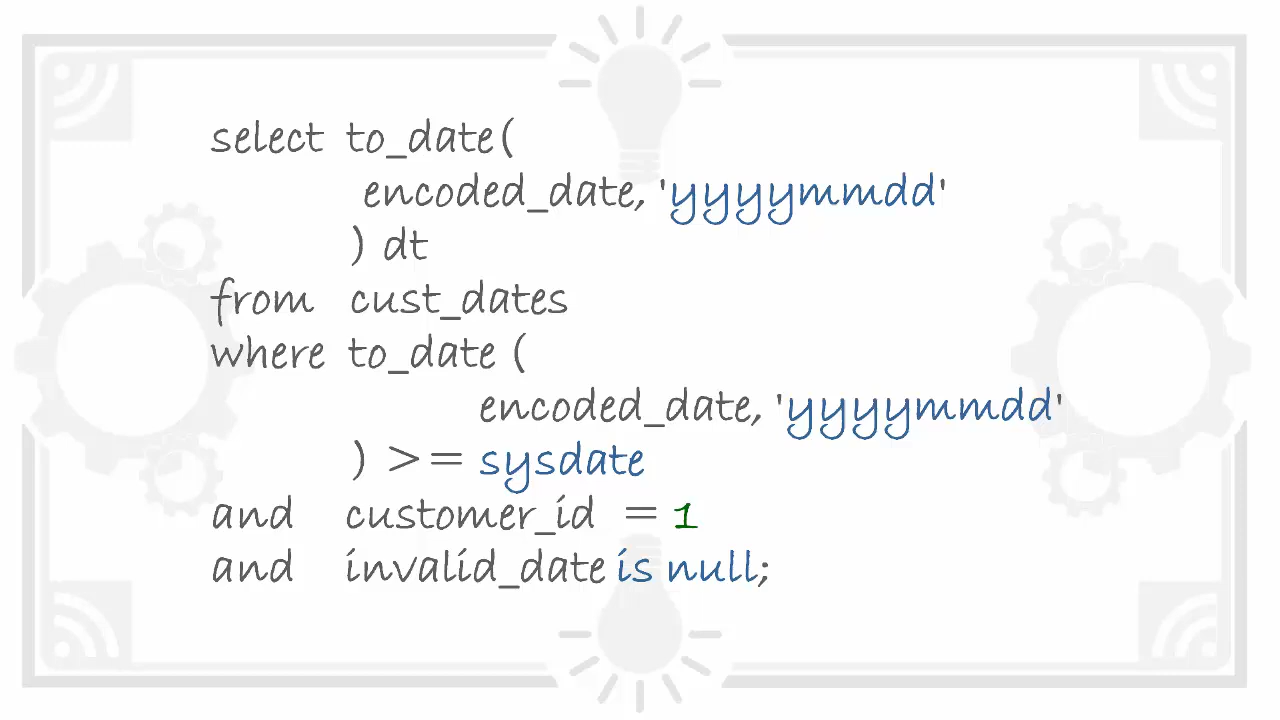 select to_date(
encoded_date, 'yyyymmdd'
) dt
from cust_dates
where to_date (
encoded_date, 'yyyymmdd'
) >= sysdate
and customer_id = 1
and invalid_date is null;